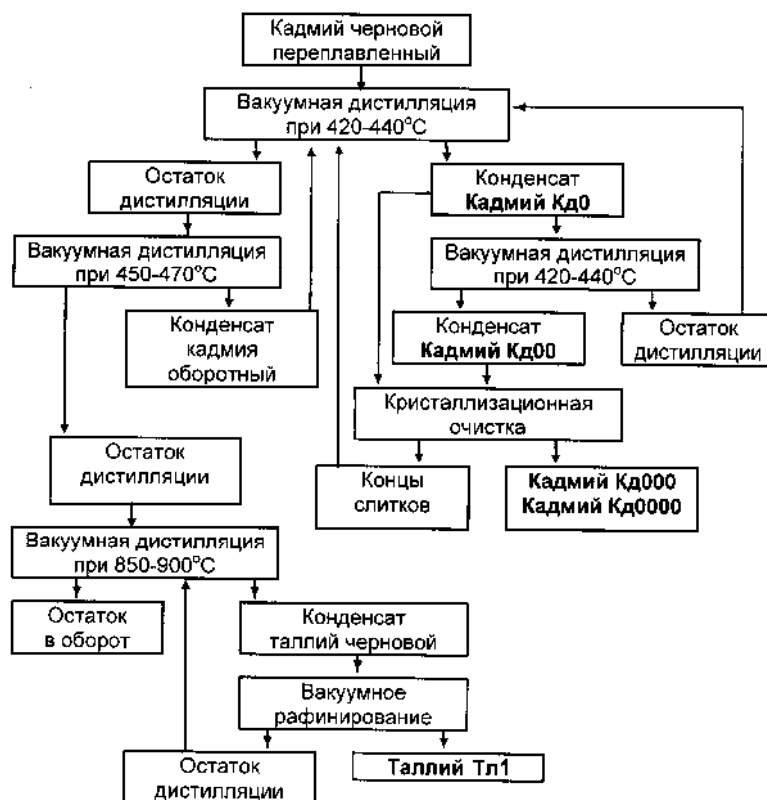 Кадмий черновой
переплавленный
Вакуумная дистилляция
при 420-440°С
Остаток
дистилляции
Конденсат
Кадмий Кд0
Вакуумная дистилляция
при 450-470°С
Вакуумная дистилляция
при 420-440°С
Конденсат
кадмия
оборотный
Конденсат
Кадмий Кд00
Остаток
дистилляции
Кристаллизационная
очистка
Остаток
дистилляции
Концы
слитков
Кадмий Кд000
Кадмий Кд0000
Вакуумная дистилляция
при 850-900°С
Остаток
в оборот
Конденсат
таллий черновой
Вакуумное
рафинирование
Остаток
дистилляции
Таллий Тл1